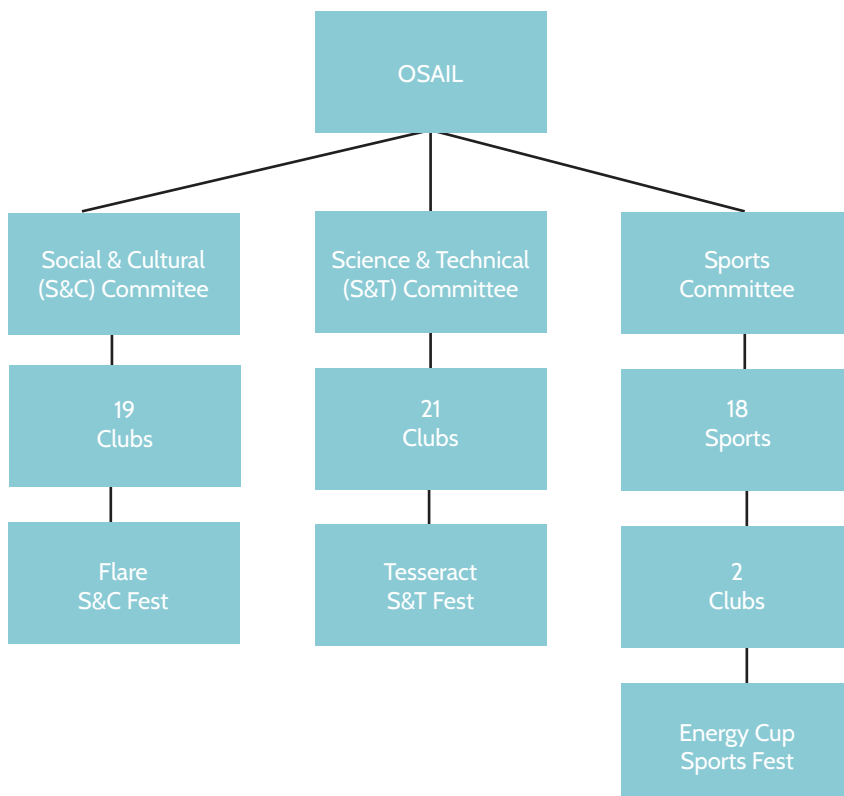 OSAIL
Social & Cultural
(S&C) Commitee
Science & Technical
(S&T) Committee
Sports
Committee
19
Clubs
21
Clubs
18
Sports
Flare
S&C Fest
Tesseract
S&T Fest
2
Clubs
Energy Cup
Sports Fest